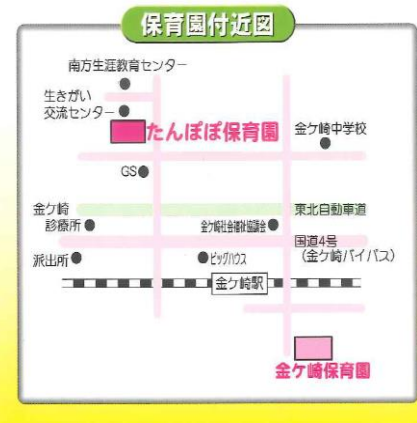 保育園付近図
南方生涯教育センター
生きがい
交流センター
たんぽぽ保育園
金ケ崎中学校
GS
金ケ崎
診療所
金ケ崎社会福祉協議会
東北自動車道
国道4号
(金ケ崎バイパス)
派出所
ビッグハウス
金ケ崎駅
金ケ崎保育園